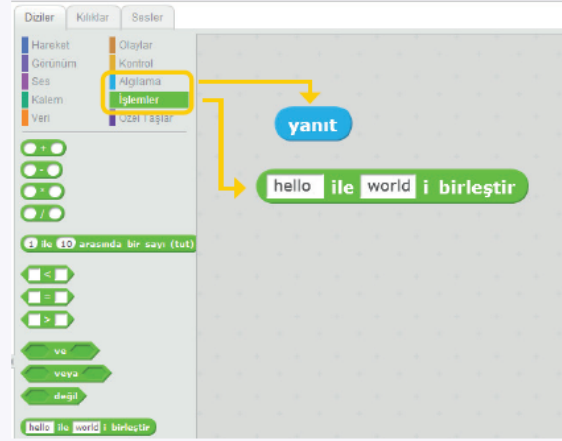 Diziler Kılıklar Sesler
Hareket Olaylar
Görünüm Kontrol
Ses Algılama
Kalem İşlemler
Veri Özel Taşlar
yanıt
hello ile world i birleştir
+
-
*
/
1 ile 10 arasında bir sayı (tut)
<
=
>
ve
veya
değil
hello ile world i birleştir